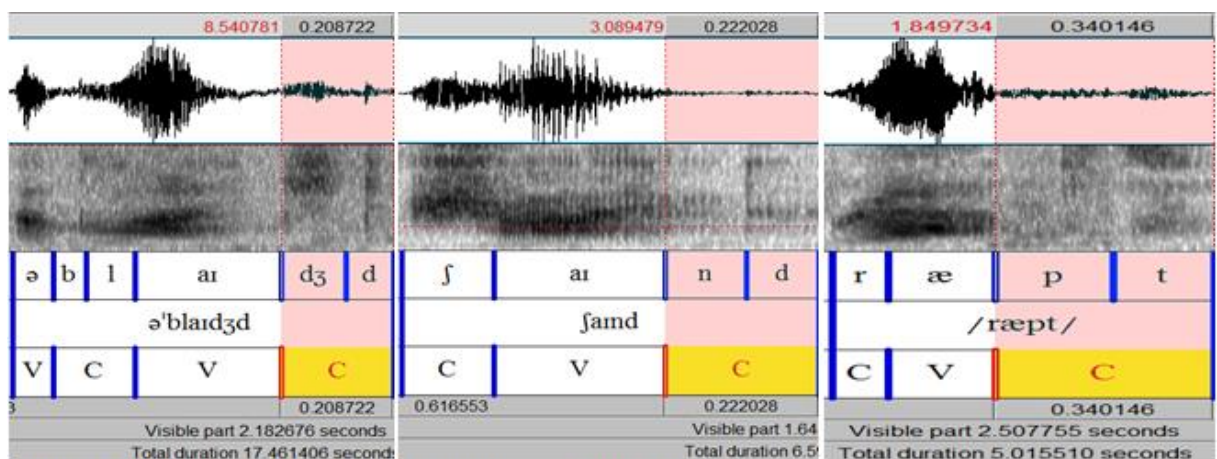 8.540781 0.208722
ə b l aɪ dʒ d
ə'blaɪdʒd
V C V C
3 0.208722
Visible part 2.182676 seconds
Total duration 17.461406 seconds
3.089479 0.222028
ʃ aɪ n d
ʃaɪnd
C V C
0.616553 0.222028
Visible part 1.64
Total duration 6.5
1.849734 0.340146
r æ p t
/ræpt/
C V C
0.340146
Visible part 2.507755 seconds
Total duration 5.015510 seconds